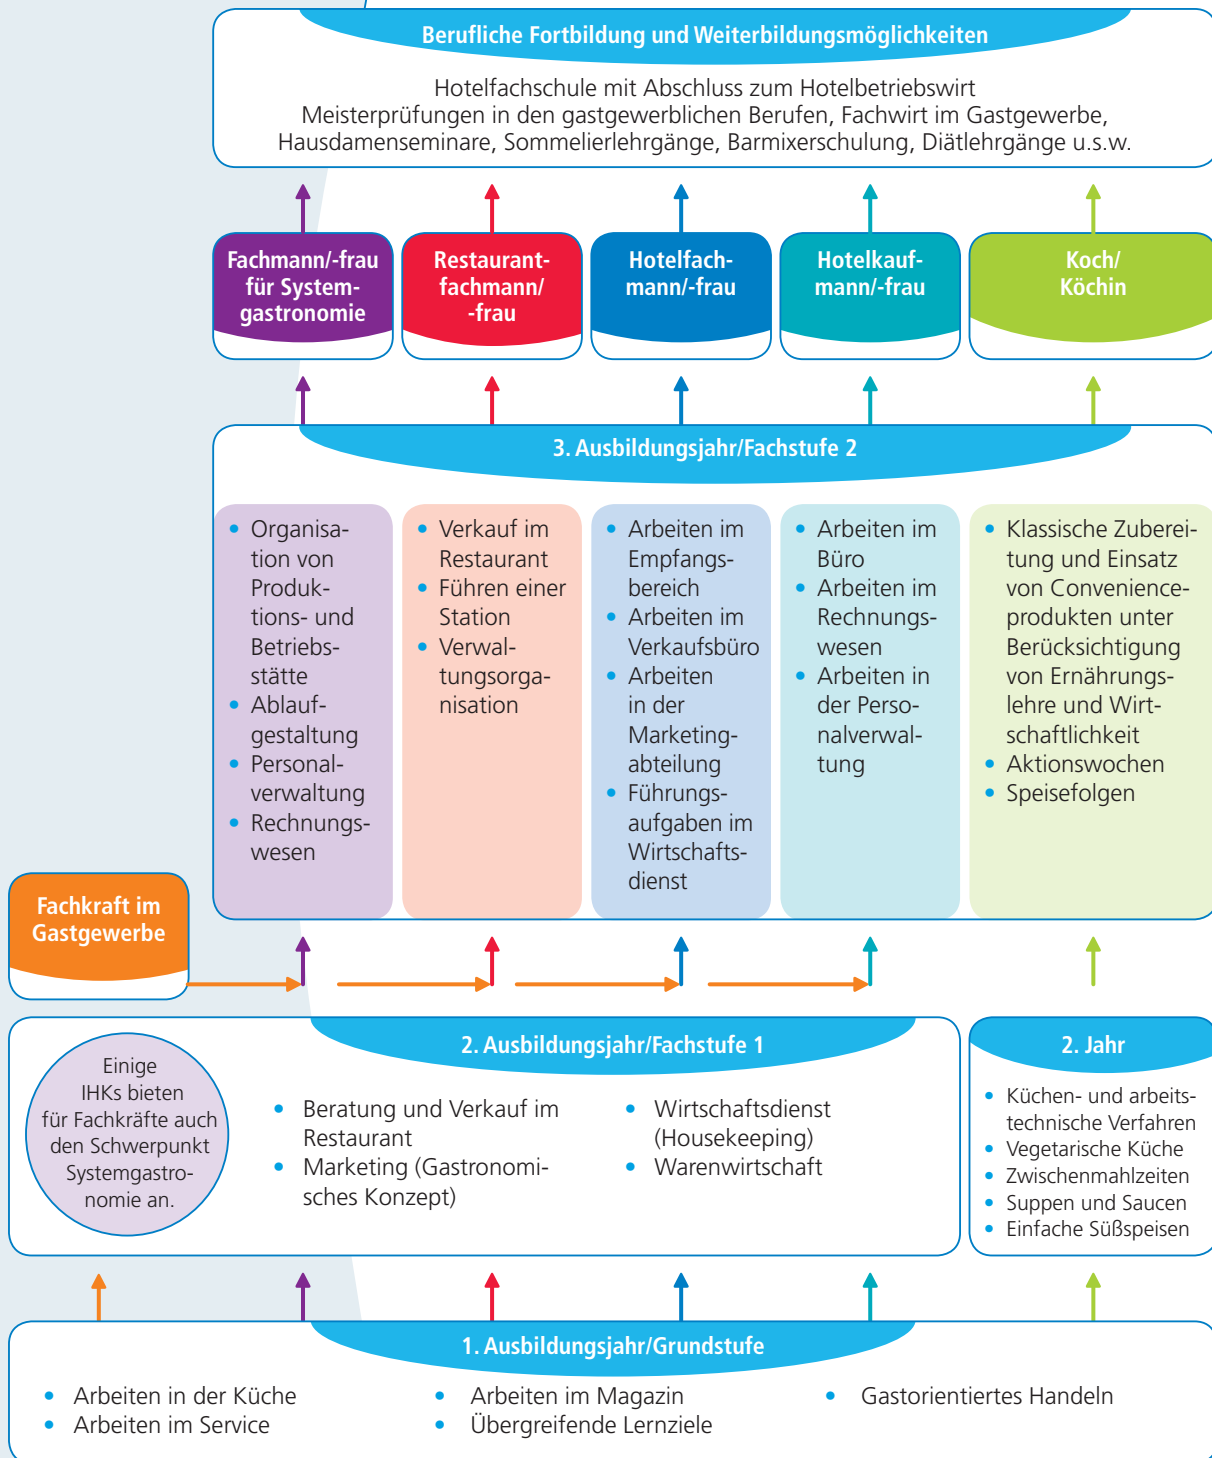 Berufliche Fortbildung und Weiterbildungsmöglichkeiten
Hotelfachschule mit Abschluss zum Hotelbetriebswirt
Meisterprüfungen in den gastgewerblichen Berufen, Fachwirt im Gastgewerbe,
Hausdamenseminare, Sommelierlehrgänge, Barmixerschulung, Diätlehrgänge u.s.w.
Fachmann/-frau
für System-
gastronomie
Restaurant-
fachmann/
-frau
Hotelfach-
mann/-frau
Hotelkauf-
mann/-frau
Koch/
Köchin
3. Ausbildungsjahr/Fachstufe 2
• Organisa-
tion von
Produk-
tions- und
Betriebs-
stätte
• Ablauf-
gestaltung
• Personal-
verwaltung
• Rechnungs-
wesen
• Verkauf im
Restaurant
• Führen einer
Station
• Verwal-
tungsorga-
nisation
• Arbeiten im
Empfangs-
bereich
• Arbeiten im
Verkaufsbüro
• Arbeiten
in der
Marketing-
abteilung
• Führungs-
aufgaben im
Wirtschafts-
dienst
• Arbeiten im
Büro
• Arbeiten im
Rechnungs-
wesen
• Arbeiten in
der Perso-
nalverwal-
tung
• Klassische Zuberei-
tung und Einsatz
von Convenience-
produkten unter
Berücksichtigung
von Ernährungs-
lehre und Wirt-
schaftlichkeit
• Aktionswochen
• Speisefolgen
Fachkraft im
Gastgewerbe
2. Ausbildungsjahr/Fachstufe 1
Einige
IHKs bieten
für Fachkräfte auch
den Schwerpunkt
Systemgastro-
nomie an.
• Beratung und Verkauf im
Restaurant
• Marketing (Gastronomi-
sches Konzept)
• Wirtschaftsdienst
(Housekeeping)
• Warenwirtschaft
2. Jahr
• Küchen- und arbeits-
technische Verfahren
• Vegetarische Küche
• Zwischenmahlzeiten
• Suppen und Saucen
• Einfache Süßspeisen
1. Ausbildungsjahr/Grundstufe
• Arbeiten in der Küche
• Arbeiten im Service
• Arbeiten im Magazin
• Übergreifende Lernziele
• Gastorientiertes Handeln